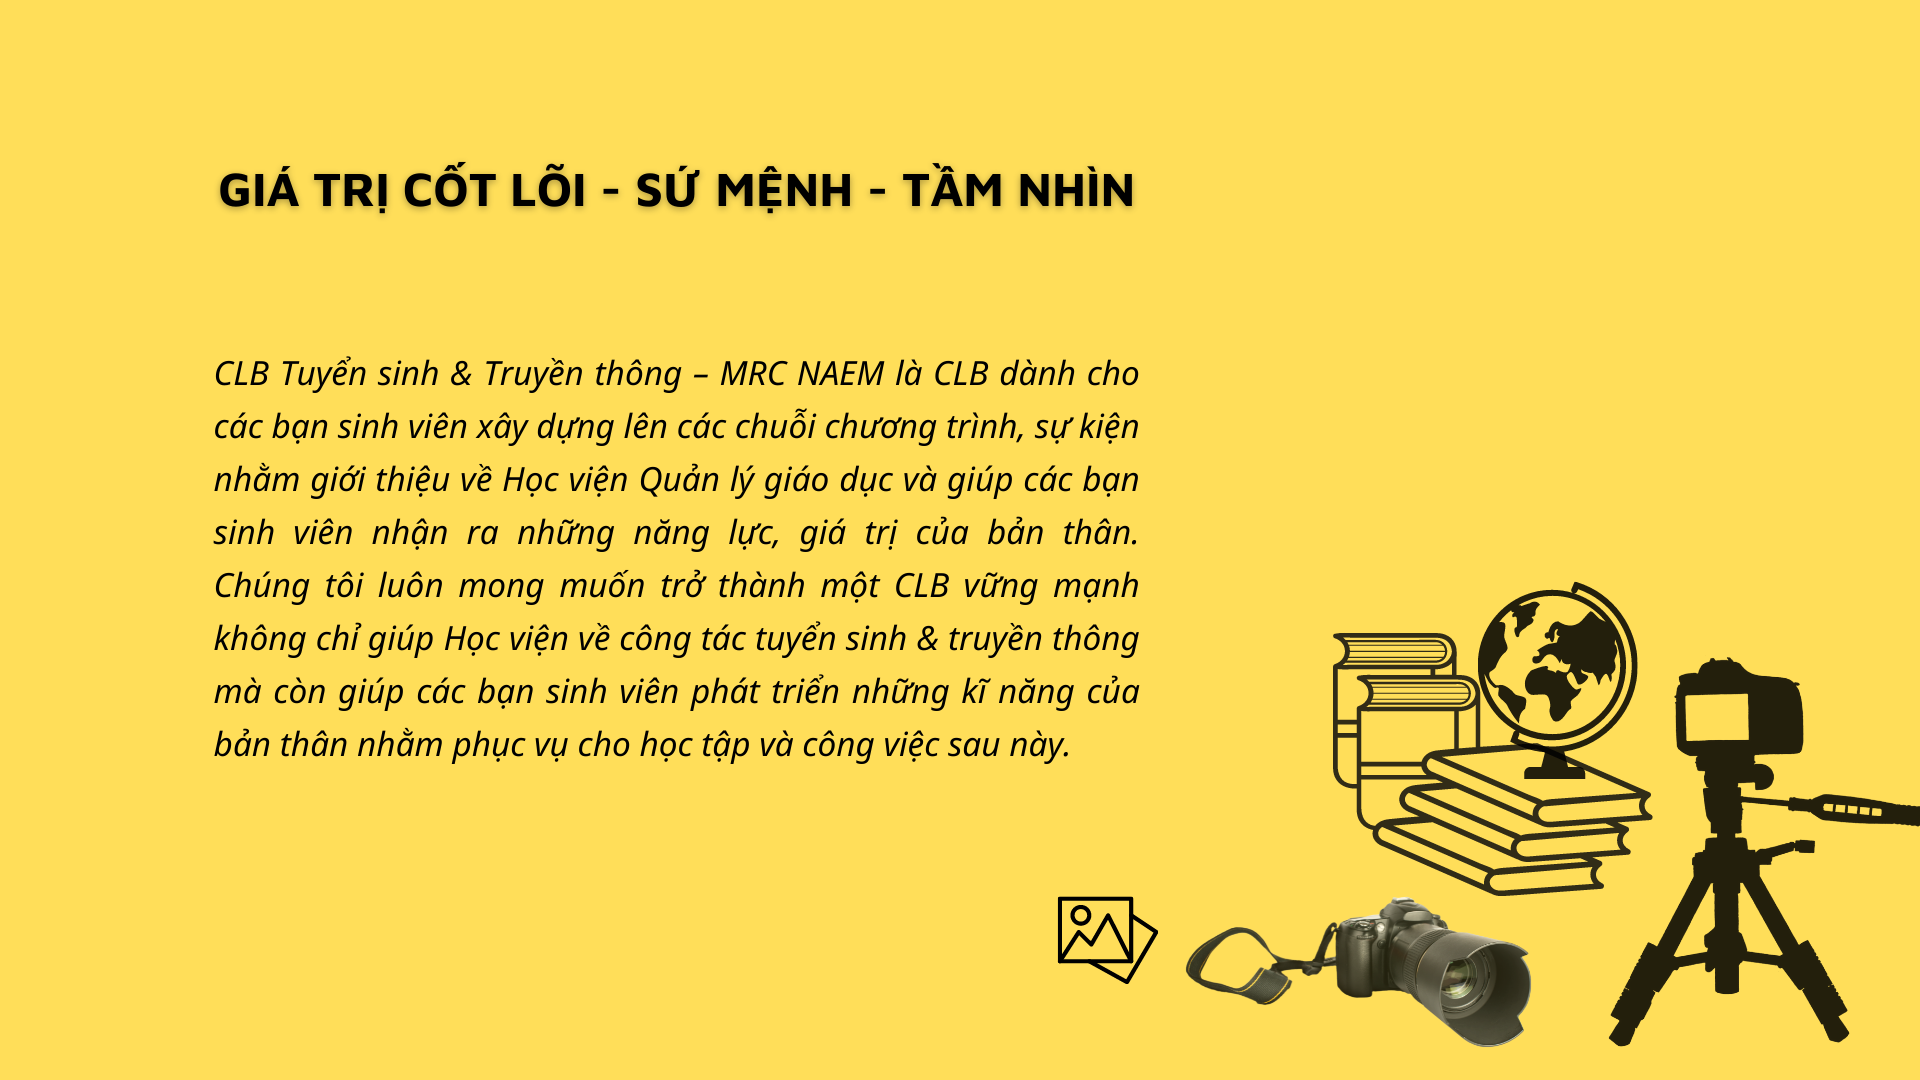 GIÁ TRỊ CỐT LÕI - SỨ MỆNH - TẦM NHÌN
CLB Tuyển sinh & Truyền thông – MRC NAEM là CLB dành cho
các bạn sinh viên xây dựng lên các chuỗi chương trình, sự kiện
nhằm giới thiệu về Học viện Quản lý giáo dục và giúp các bạn
sinh viên nhận ra những năng lực, giá trị của bản thân.
Chúng tôi luôn mong muốn trở thành một CLB vững mạnh
không chỉ giúp Học viện về công tác tuyển sinh & truyền thông
mà còn giúp các bạn sinh viên phát triển những kĩ năng của
bản thân nhằm phục vụ cho học tập và công việc sau này.